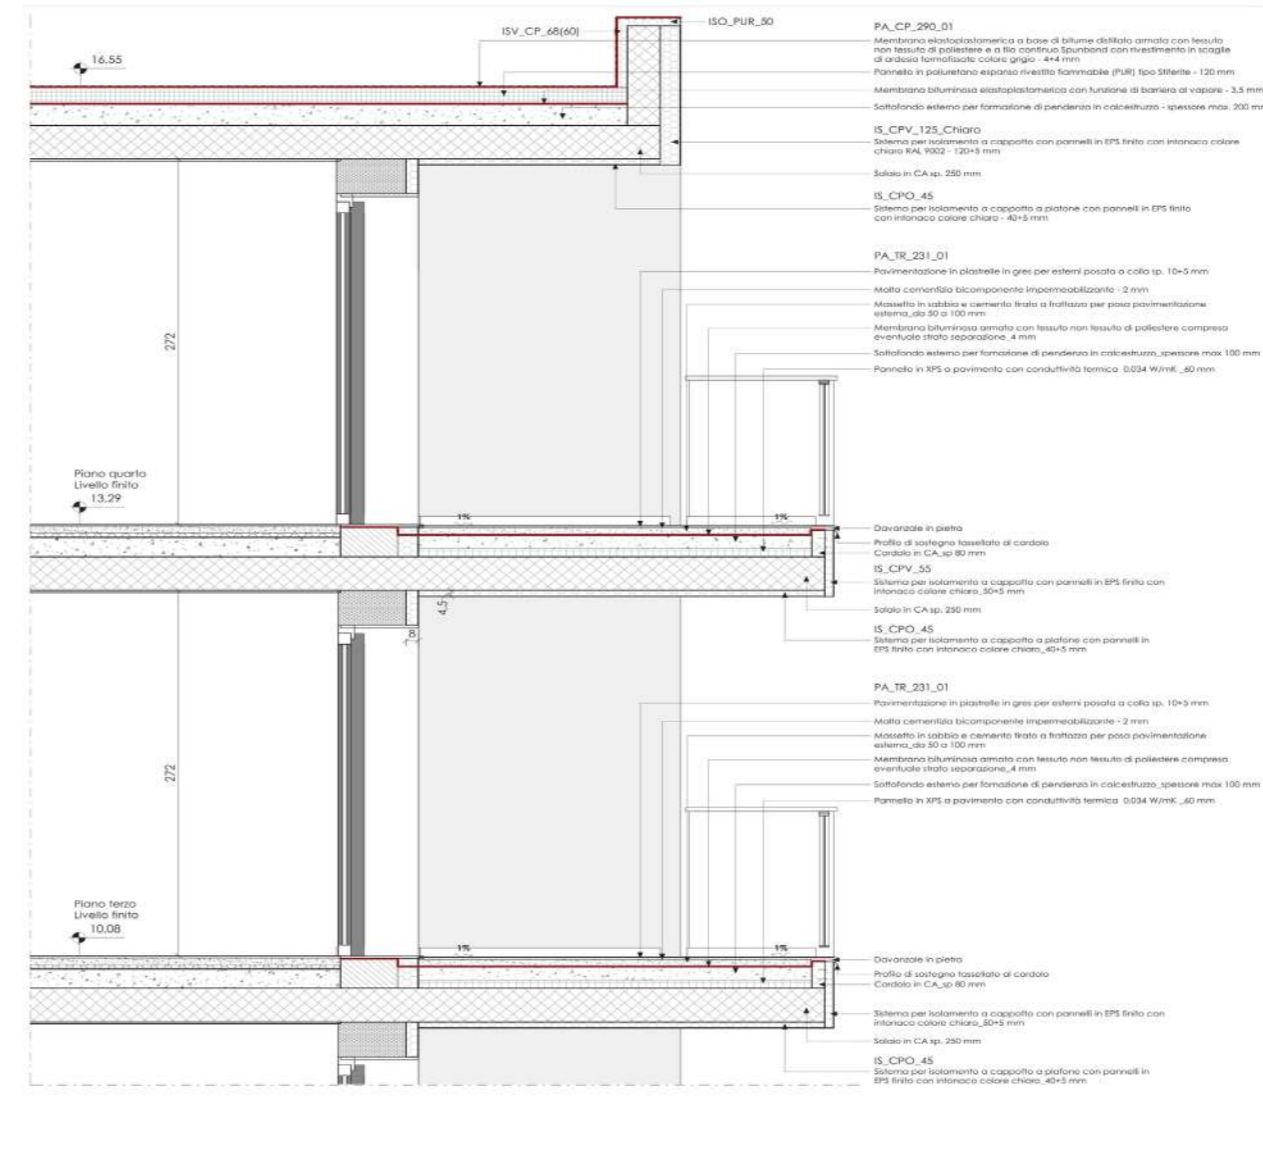 ISO_PUR_50
ISV_CP_68(60)
16.55
PA_CP_290_01
Membrana elastoplastomerica a base di bitume distillato armata con tessuto
non tessuto di poliestere e a filo continuo Spunbond con rivestimento in scaglie
di ardesia termofissate colore grigio - 4+4 mm
Pannello in poliuretano espanso rivestito fiammabile (PUR) tipo Stiferite - 120 mm
Membrana bituminosa elastoplastomerica con funzione di barriera al vapore - 3,5 mm
Sottofondo esterno per formazione di pendenza in calcestruzzo - spessore max. 200 mm
IS_CPV_125_Chiaro
Sistema per isolamento a cappotto con pannelli in EPS finito con intonaco colore
chiaro RAL 9002 - 120+5 mm
Solaio in CA sp. 250 mm
IS_CPO_45
Sistema per isolamento a cappotto a plafone con pannelli in EPS finito
con intonaco colore chiaro - 40+5 mm
PA_TR_231_01
Pavimentazione in piastrelle in gres per esterni posata a colla sp. 10+5 mm
Malta cementizia bicomponente impermeabilizzante - 2 mm
Massetto in sabbia e cemento tirato a frattazzo per posa pavimentazione
esterna_da 50 a 100 mm
Membrana bituminosa armata con tessuto non tessuto di poliestere compresa
eventuale strato separazione_4 mm
Sottofondo esterno per formazione di pendenza in calcestruzzo_spessore max 100 mm
Pannello in XPS a pavimento con conduttività termica 0.034 W/mK _60 mm
272
Piano quarto
Livello finito
13.29
1%
1%
Davanzale in pietra
Profilo di sostegno tassellato al cordolo
Cordolo in CA_sp 80 mm
IS_CPV_55
Sistema per isolamento a cappotto con pannelli in EPS finito con
intonaco colore chiaro_50+5 mm
Solaio in CA sp. 250 mm
4.5
8
IS_CPO_45
Sistema per isolamento a cappotto a plafone con pannelli in
EPS finito con intonaco colore chiaro_40+5 mm
PA_TR_231_01
Pavimentazione in piastrelle in gres per esterni posata a colla sp. 10+5 mm
Malta cementizia bicomponente impermeabilizzante - 2 mm
Massetto in sabbia e cemento tirato a frattazzo per posa pavimentazione
esterna_da 50 a 100 mm
Membrana bituminosa armata con tessuto non tessuto di poliestere compresa
eventuale strato separazione_4 mm
Sottofondo esterno per formazione di pendenza in calcestruzzo_spessore max 100 mm
Pannello in XPS a pavimento con conduttività termica 0.034 W/mK _60 mm
272
Piano terzo
Livello finito
10.08
1%
1%
Davanzale in pietra
Profilo di sostegno tassellato al cordolo
Cordolo in CA_sp 80 mm
Sistema per isolamento a cappotto con pannelli in EPS finito con
intonaco colore chiaro_50+5 mm
Solaio in CA sp. 250 mm
IS_CPO_45
Sistema per isolamento a cappotto a plafone con pannelli in
EPS finito con intonaco colore chiaro_40+5 mm